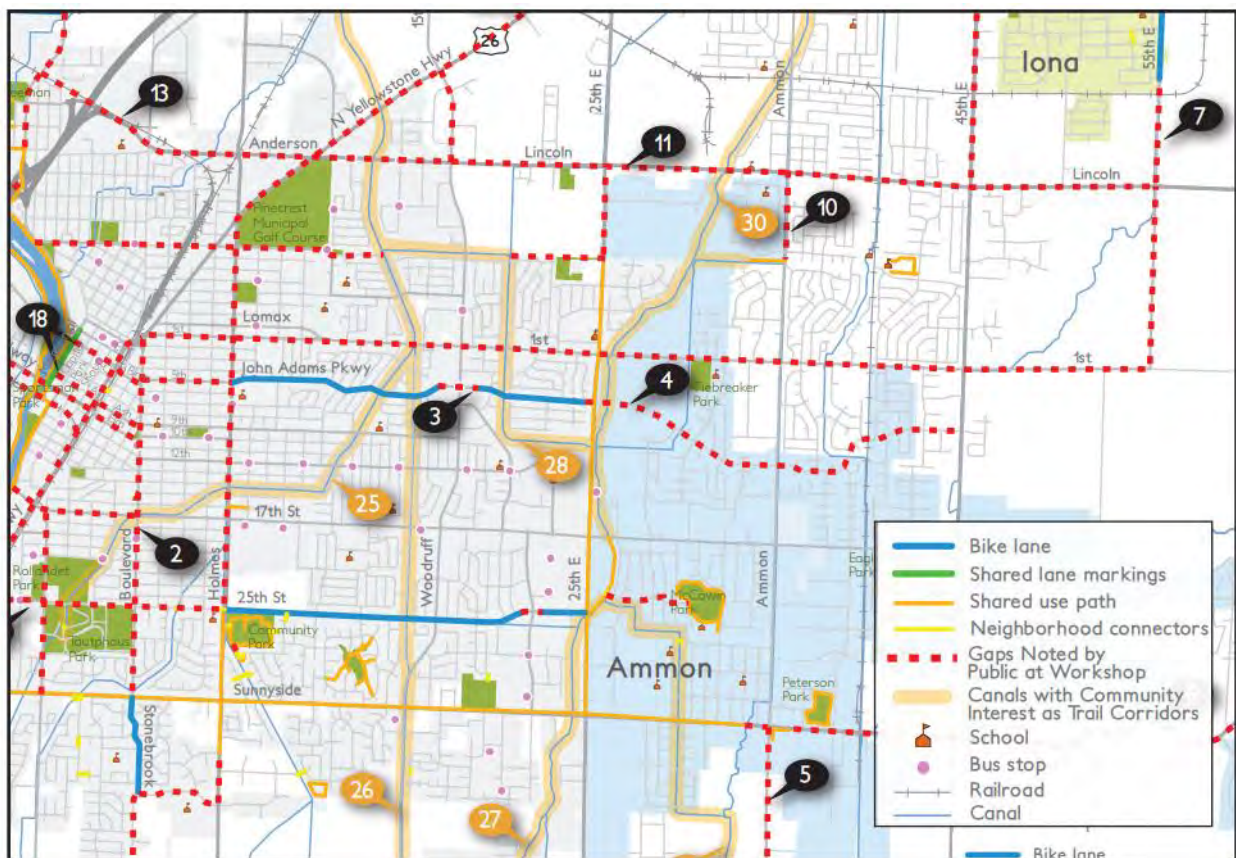 26
15th
N Yellowstone Hwy
25th E
Ammon
Iona
55th E
45th E
13
7
Anderson
Lincoln
11
Lincoln
Pinecrest
Municipal
Golf Course
30
10
18
Lomax
1st
1st
John Adams Pkwy
9th
10th
12th
3
4
Tiebreaker
Park
28
25
17th St
2
Boulevard
Holmes
Woodruff
25th E
Ammon
Park
Rollandet
Park
25th St
McCowin
Park
Tautphaus
Park
Community
Park
Ammon
Sunnyside
Peterson
Park
Stonebrook
26
27
5
Bike lane
Shared lane markings
Shared use path
Neighborhood connectors
Gaps Noted by
Public at Workshop
Canals with Community
Interest as Trail Corridors
School
Bus stop
Railroad
Canal
Bike lane